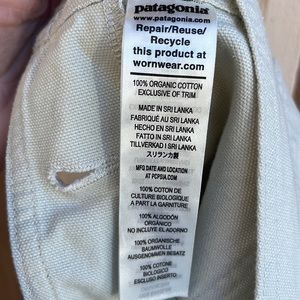 patagonia
www.patagonia.com
Repair/Reuse/
Recycle
this product at
wornwear.com
100% ORGANIC COTTON
EXCLUSIVE OF TRIM
MADE IN SRI LANKA
FABRIQUÉ AU SRI LANKA
HECHO EN SRI LANKA
FATTO IN SRI LANKA
TILLVERKAD I SRI LANKA
スリランカ製
MFG DATE AND LOCATION
AT PCPSIA.COM
100% COTON DE
CULTURE BIOLOGIQUE
A PART LA GARNITURE
100% ALGODÓN
ORGÁNICO
NO INCLUYE EL ADORNO
100% ORGANISCHE
BAUMWOLLE
AUSGENOMMEN BESATZ
100% COTONE
BIOLOGICO
ESCLUSO INSERTO